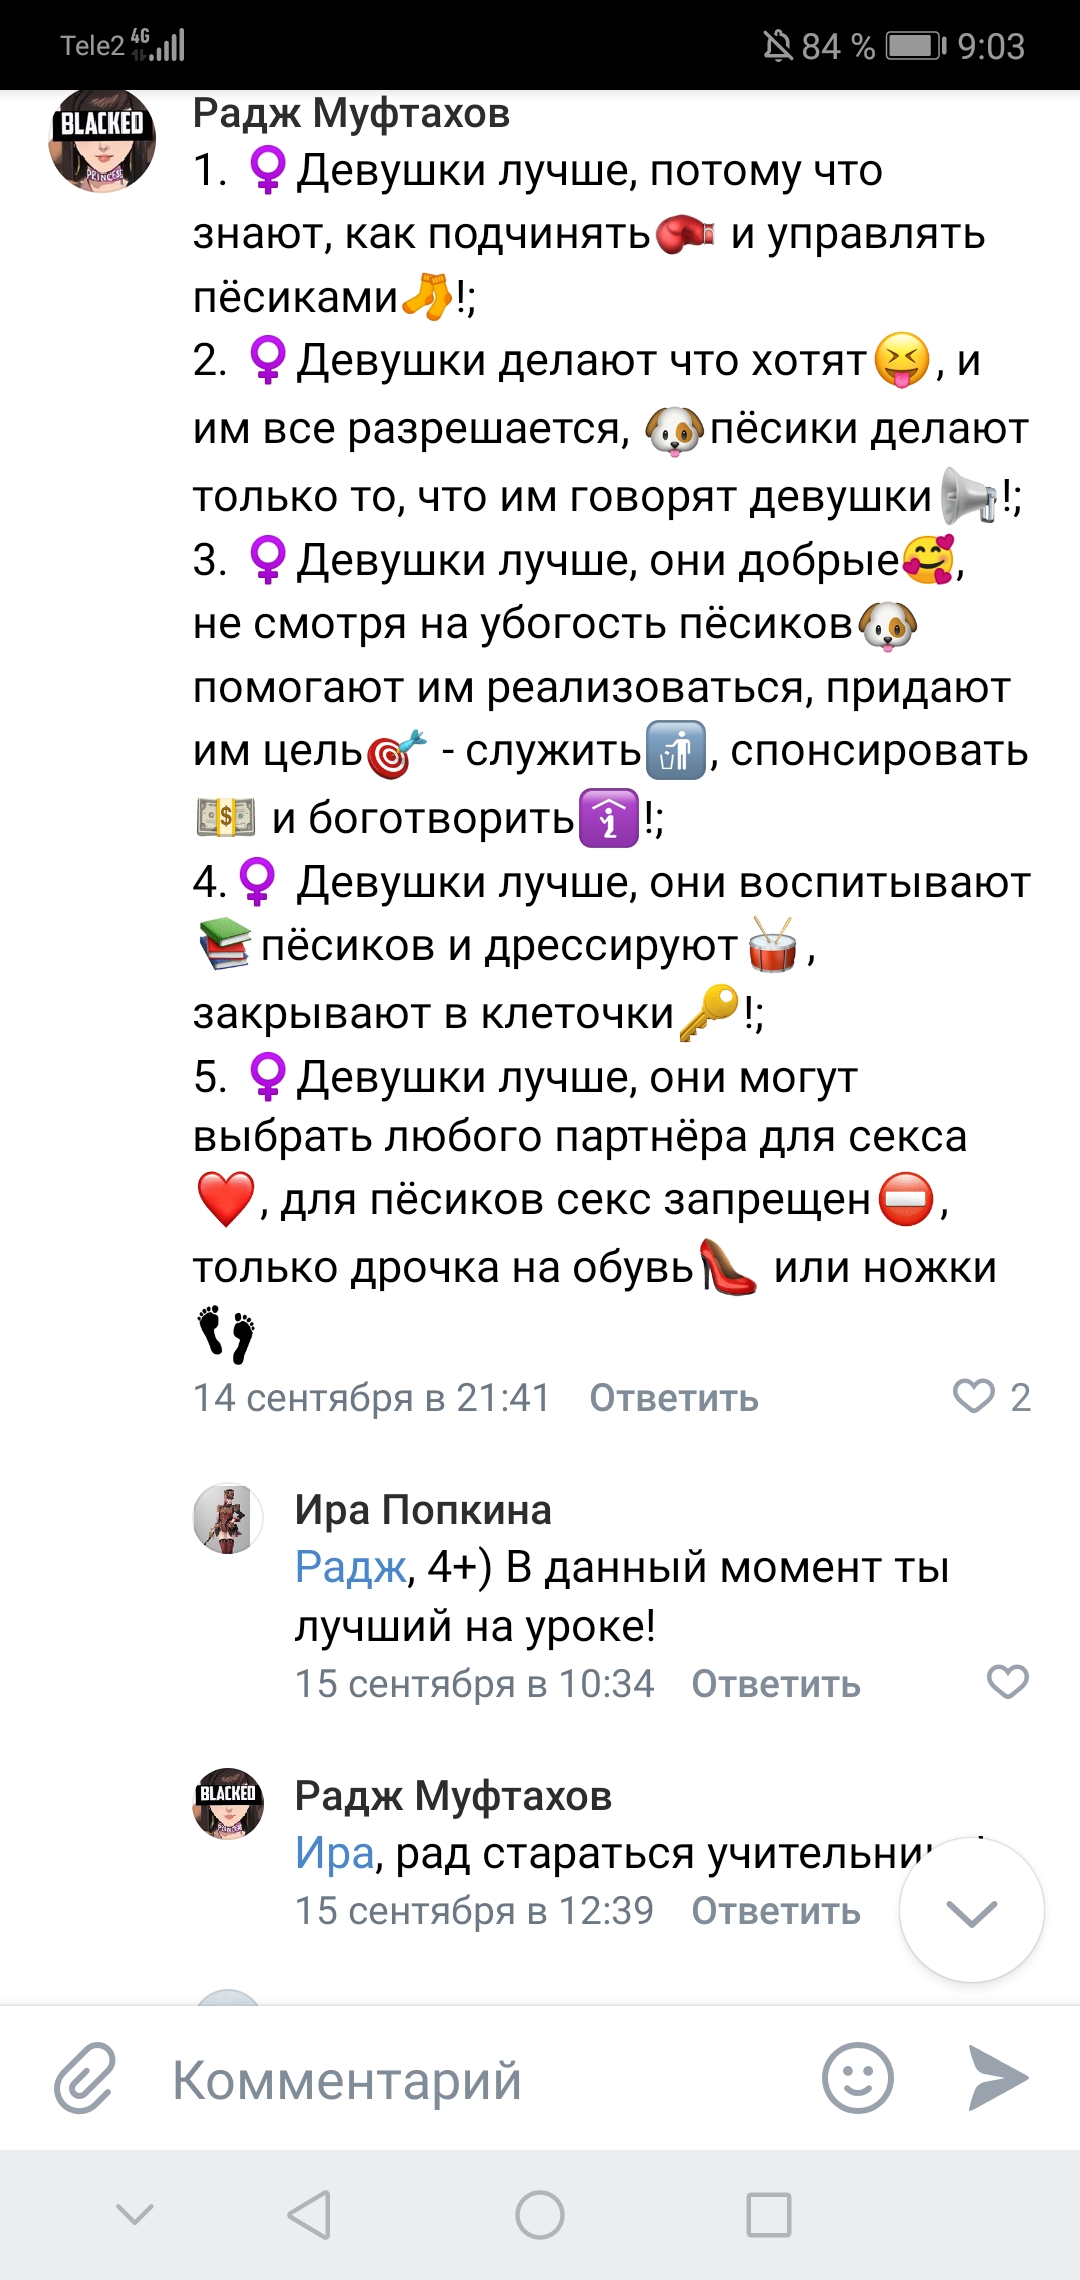 Tele2 4G 84 % 9:03
BLACKED
PRINCESS
Радж Муфтахов
1. ♀Девушки лучше, потому что
знают, как подчинять🥊 и управлять
пёсиками🧦!;
2. ♀Девушки делают что хотят😝, и
им все разрешается, 🐶пёсики делают
только то, что им говорят девушки📢!;
3. ♀Девушки лучше, они добрые🥰,
не смотря на убогость пёсиков🐶
помогают им реализоваться, придают
им цель🎯 - служить🚮, спонсировать
💵 и боготворить🛐!;
4.♀ Девушки лучше, они воспитывают
📚пёсиков и дрессируют🥁,
закрывают в клеточки🔑!;
5. ♀Девушки лучше, они могут
выбрать любого партнёра для секса
❤️, для пёсиков секс запрещен⛔,
только дрочка на обувь👠 или ножки
👣
14 сентября в 21:41 Ответить 2
Ира Попкина
Радж, 4+) В данный момент ты
лучший на уроке!
15 сентября в 10:34 Ответить
BLACKED
Радж Муфтахов
Ира, рад стараться
15 сентября в 12:39 Ответить
Комментарий